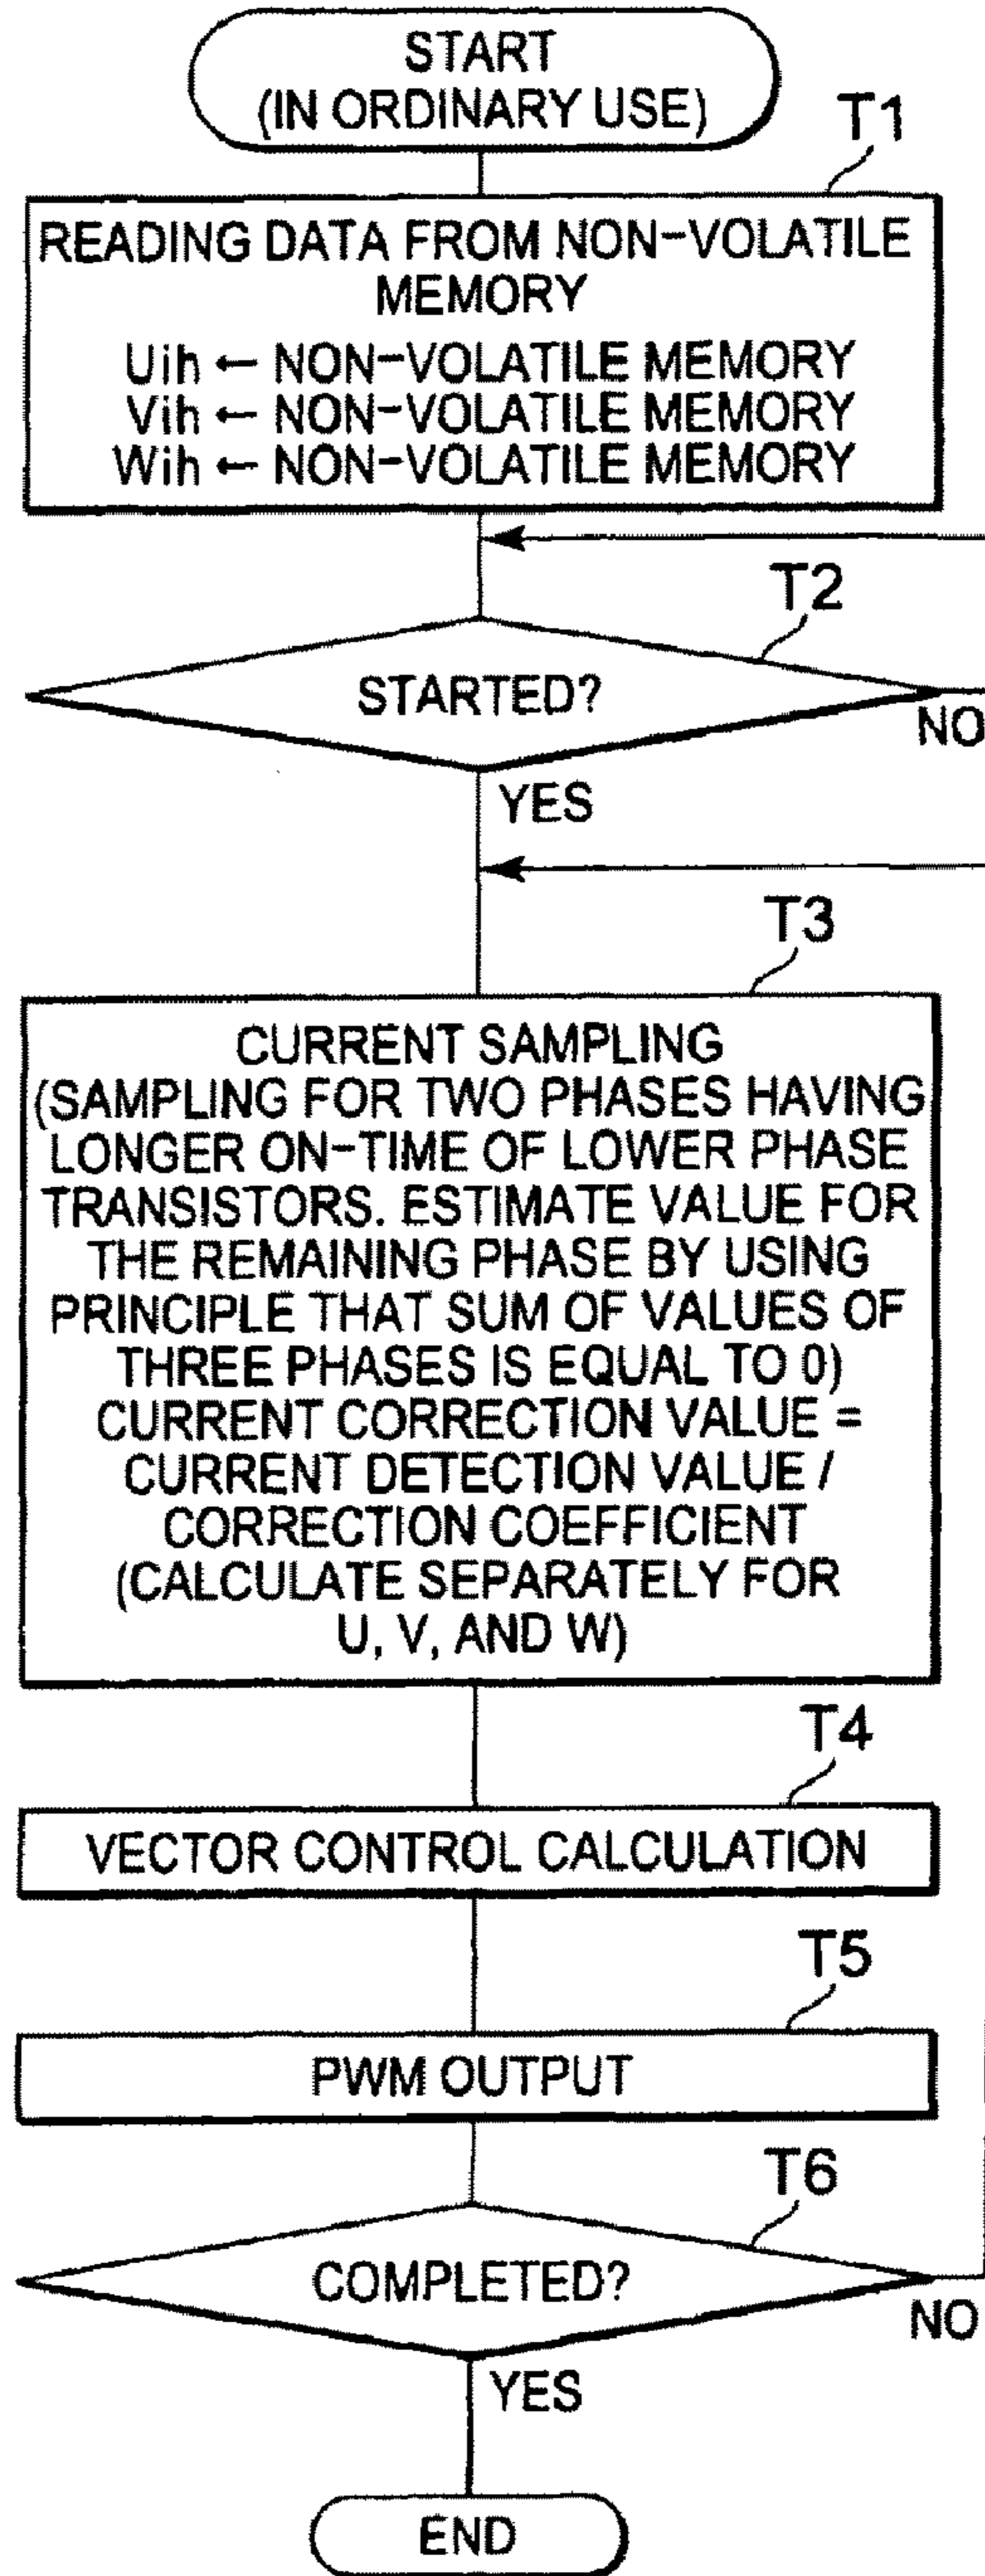 START
(IN ORDINARY USE)
T1
READING DATA FROM NON-VOLATILE
MEMORY
Uih ← NON-VOLATILE MEMORY
Vih ← NON-VOLATILE MEMORY
Wih ← NON-VOLATILE MEMORY
T2
STARTED?
NO
YES
T3
CURRENT SAMPLING
(SAMPLING FOR TWO PHASES HAVING
LONGER ON-TIME OF LOWER PHASE
TRANSISTORS. ESTIMATE VALUE FOR
THE REMAINING PHASE BY USING
PRINCIPLE THAT SUM OF VALUES OF
THREE PHASES IS EQUAL TO 0)
CURRENT CORRECTION VALUE =
CURRENT DETECTION VALUE /
CORRECTION COEFFICIENT
(CALCULATE SEPARATELY FOR
U, V, AND W)
T4
VECTOR CONTROL CALCULATION
T5
PWM OUTPUT
T6
COMPLETED?
NO
YES
END